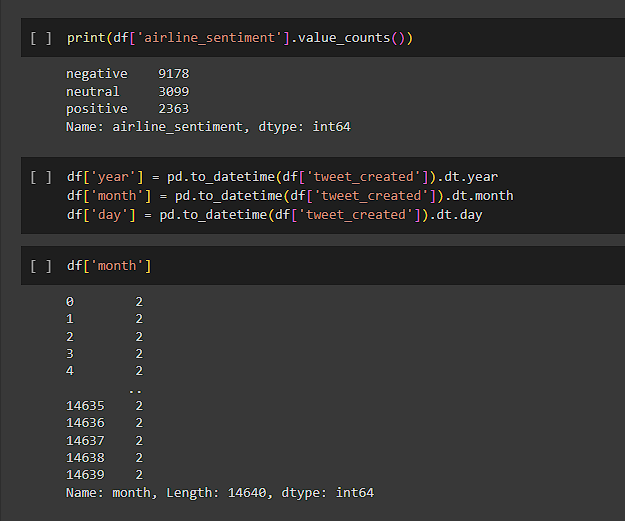 [ ] print(df['airline_sentiment'].value_counts())
negative 9178
neutral 3099
positive 2363
Name: airline_sentiment, dtype: int64
[ ] df['year'] = pd.to_datetime(df['tweet_created']).dt.year
df['month'] = pd.to_datetime(df['tweet_created']).dt.month
df['day'] = pd.to_datetime(df['tweet_created']).dt.day
[ ] df['month']
0 2
1 2
2 2
3 2
4 2
..
14635 2
14636 2
14637 2
14638 2
14639 2
Name: month, Length: 14640, dtype: int64